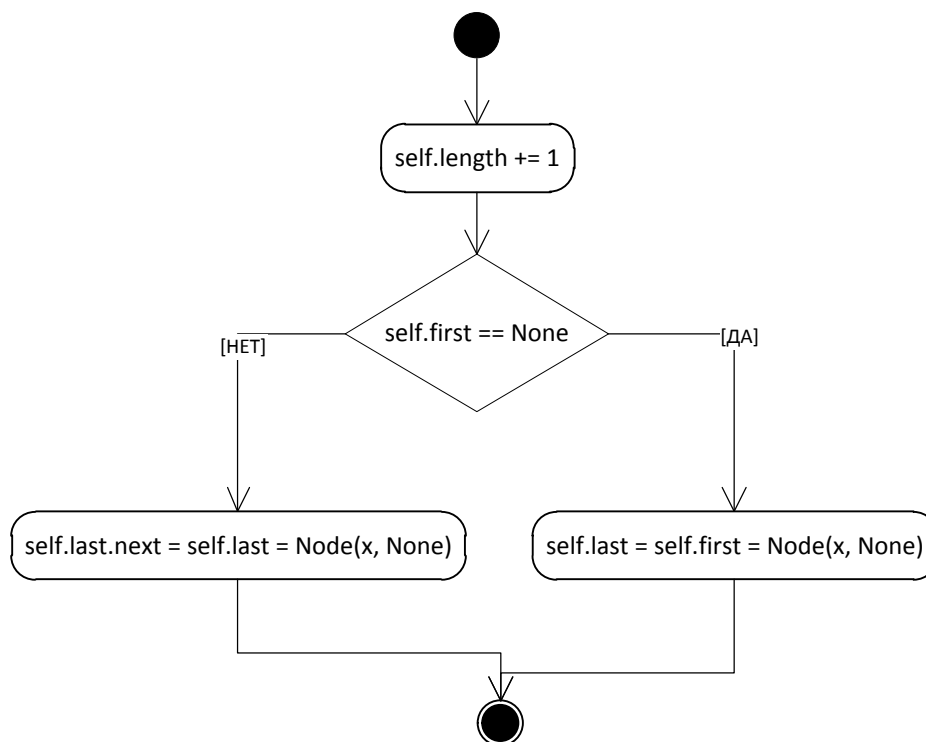 self.length += 1
self.first == None
[НЕТ]
[ДА]
self.last.next = self.last = Node(x, None)
self.last = self.first = Node(x, None)